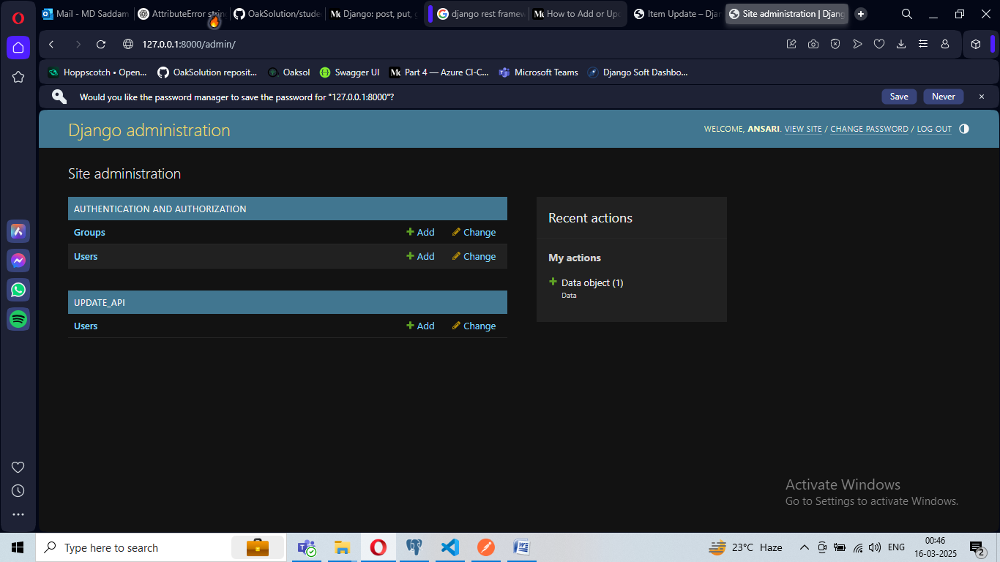 Mail - MD Saddam
AttributeError string
OakSolution/stude
Django: post, put, g
django rest framew
How to Add or Upd
Item Update – Djan
Site administration | Djang
127.0.0.1:8000/admin/
Hoppscotch • Open...
OakSolution reposit...
Oaksol
Swagger UI
Part 4 — Azure CI-C...
Microsoft Teams
Django Soft Dashbo...
Would you like the password manager to save the password for "127.0.0.1:8000"?
Save
Never
Django administration
WELCOME, ANSARI. VIEW SITE / CHANGE PASSWORD / LOG OUT
Site administration
AUTHENTICATION AND AUTHORIZATION
Groups
Add
Change
Users
Add
Change
UPDATE_API
Users
Add
Change
Recent actions
My actions
Data object (1)
Data
Activate Windows
Go to Settings to activate Windows.
Type here to search
23°C Haze
ENG
00:46
16-03-2025
2